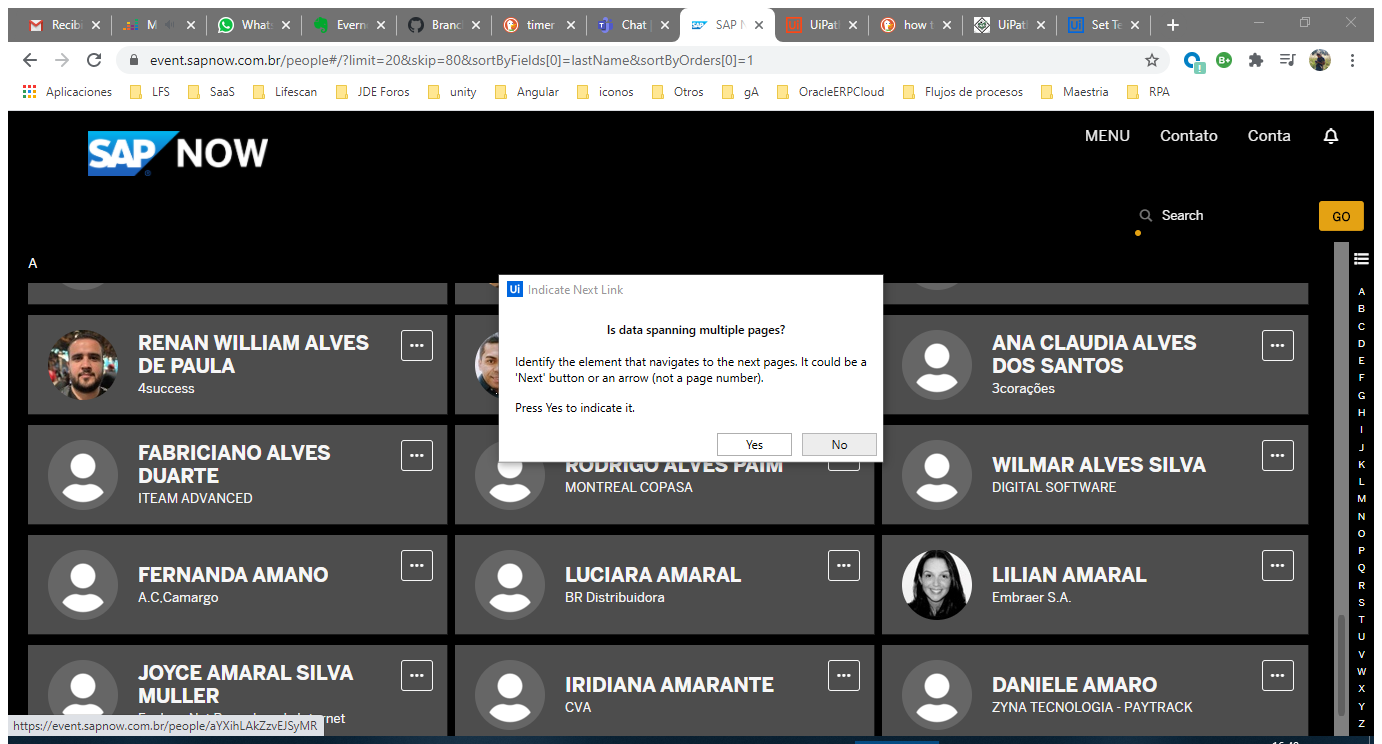 Recibi
M
Whats
Evern
Branc
timer
Chat |
SAP N
UiPath
how t
UiPath
Set Te
event.sapnow.com.br/people#/?limit=20&skip=80&sortByFields[0]=lastName&sortByOrders[0]=1
B+
Aplicaciones
LFS
SaaS
Lifescan
JDE Foros
unity
Angular
iconos
Otros
gA
OracleERPCloud
Flujos de procesos
Maestria
RPA
SAP NOW
MENU
Contato
Conta
Search
GO
A
Ui Indicate Next Link
Is data spanning multiple pages?
Identify the element that navigates to the next pages. It could be a
'Next' button or an arrow (not a page number).
Press Yes to indicate it.
Yes
No
RENAN WILLIAM ALVES
DE PAULA
4success
ANA CLAUDIA ALVES
DOS SANTOS
3corações
FABRICIANO ALVES
DUARTE
ITEAM ADVANCED
RODRIGO ALVES PAIM
MONTREAL COPASA
WILMAR ALVES SILVA
DIGITAL SOFTWARE
FERNANDA AMANO
A.C,Camargo
LUCIARA AMARAL
BR Distribuidora
LILIAN AMARAL
Embraer S.A.
JOYCE AMARAL SILVA
MULLER
Internet
IRIDIANA AMARANTE
CVA
DANIELE AMARO
ZYNA TECNOLOGIA - PAYTRACK
A
B
C
D
E
F
G
H
I
J
K
L
M
N
O
P
Q
R
S
T
U
V
W
X
Y
Z
https://event.sapnow.com.br/people/aYXihLAkZzvEJSyMR